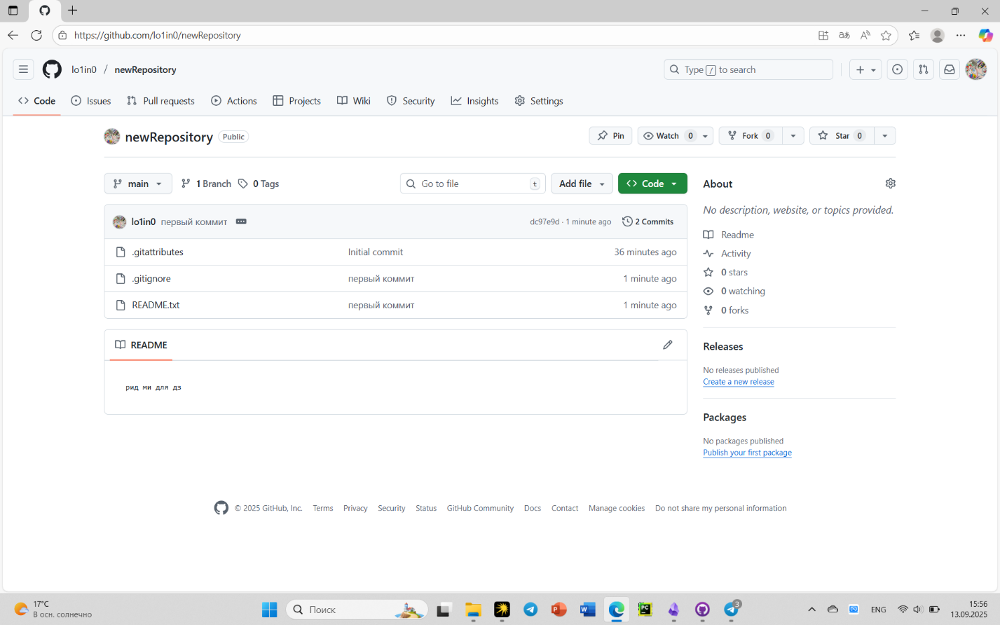 https://github.com/lo1in0/newRepository
lo1in0 / newRepository
Type / to search
Code Issues Pull requests Actions Projects Wiki Security Insights Settings
newRepository Public
Pin Watch 0 Fork 0 Star 0
main 1 Branch 0 Tags Go to file t Add file Code
About
No description, website, or topics provided.
lo1in0 первый коммит dc97e9d · 1 minute ago 2 Commits
.gitattributes Initial commit 36 minutes ago
.gitignore первый коммит 1 minute ago
README.txt первый коммит 1 minute ago
Readme
Activity
0 stars
0 watching
0 forks
README
рид ми для дз
Releases
No releases published
Create a new release
Packages
No packages published
Publish your first package
© 2025 GitHub, Inc. Terms Privacy Security Status GitHub Community Docs Contact Manage cookies Do not share my personal information
17°C
В осн. солнечно
Поиск
3
ENG
15:56
13.09.2025